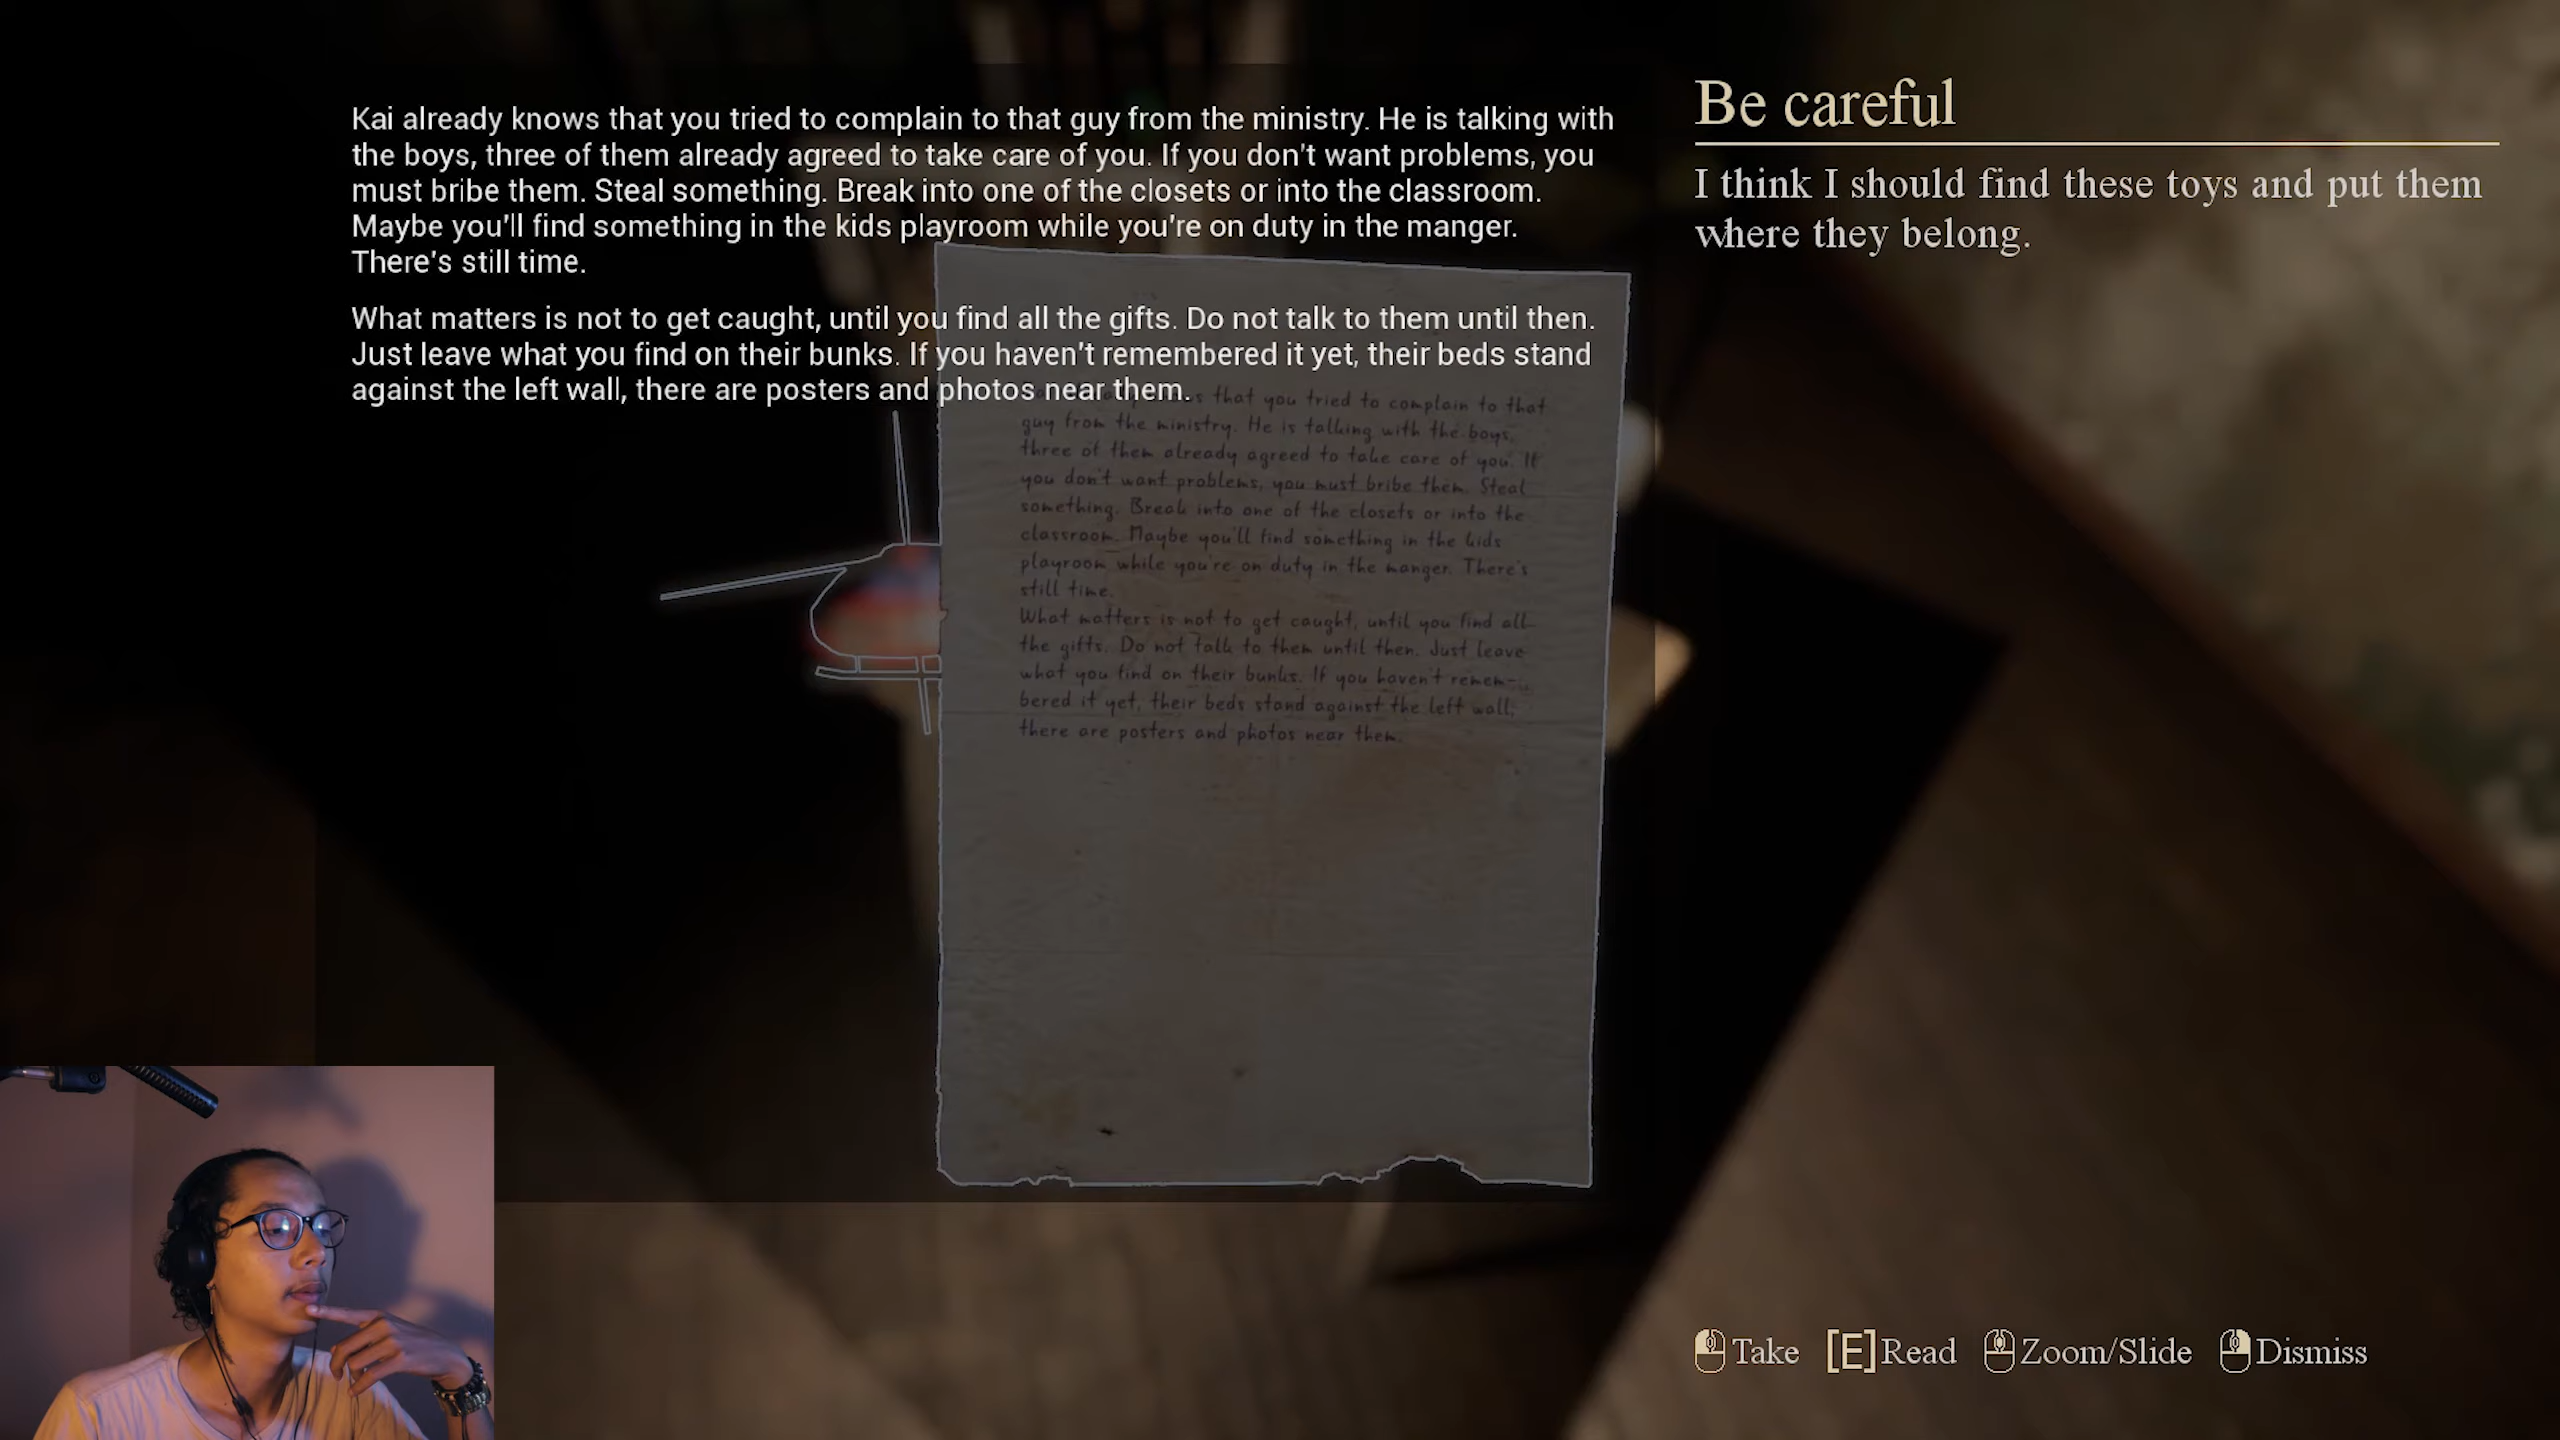 Kai already knows that you tried to complain to that guy from the ministry. He is talking with
the boys, three of them already agreed to take care of you. If you don't want problems, you
must bribe them. Steal something. Break into one of the closets or into the classroom.
Maybe you'll find something in the kids playroom while you're on duty in the manger.
There's still time.
What matters is not to get caught, until you find all the gifts. Do not talk to them until then.
Just leave what you find on their bunks. If you haven't remembered it yet, their beds stand
against the left wall, there are posters and photos near them.
Be careful
I think I should find these toys and put them
where they belong.
that you tried to complain to that
guy from the ministry. He is talking with the boys,
three of them already agreed to take care of you. If
you don't want problems, you must bribe them. Steal
something. Break into one of the closets or into the
classroom. Maybe you'll find something in the kids
playroom while you're on duty in the manger. There's
still time.
What matters is not to get caught, until you find all
the gifts. Do not talk to them until then. Just leave
what you find on their bunks. If you haven't remem-
bered it yet, their beds stand against the left wall,
there are posters and photos near them.
Take [E] Read Zoom/Slide Dismiss